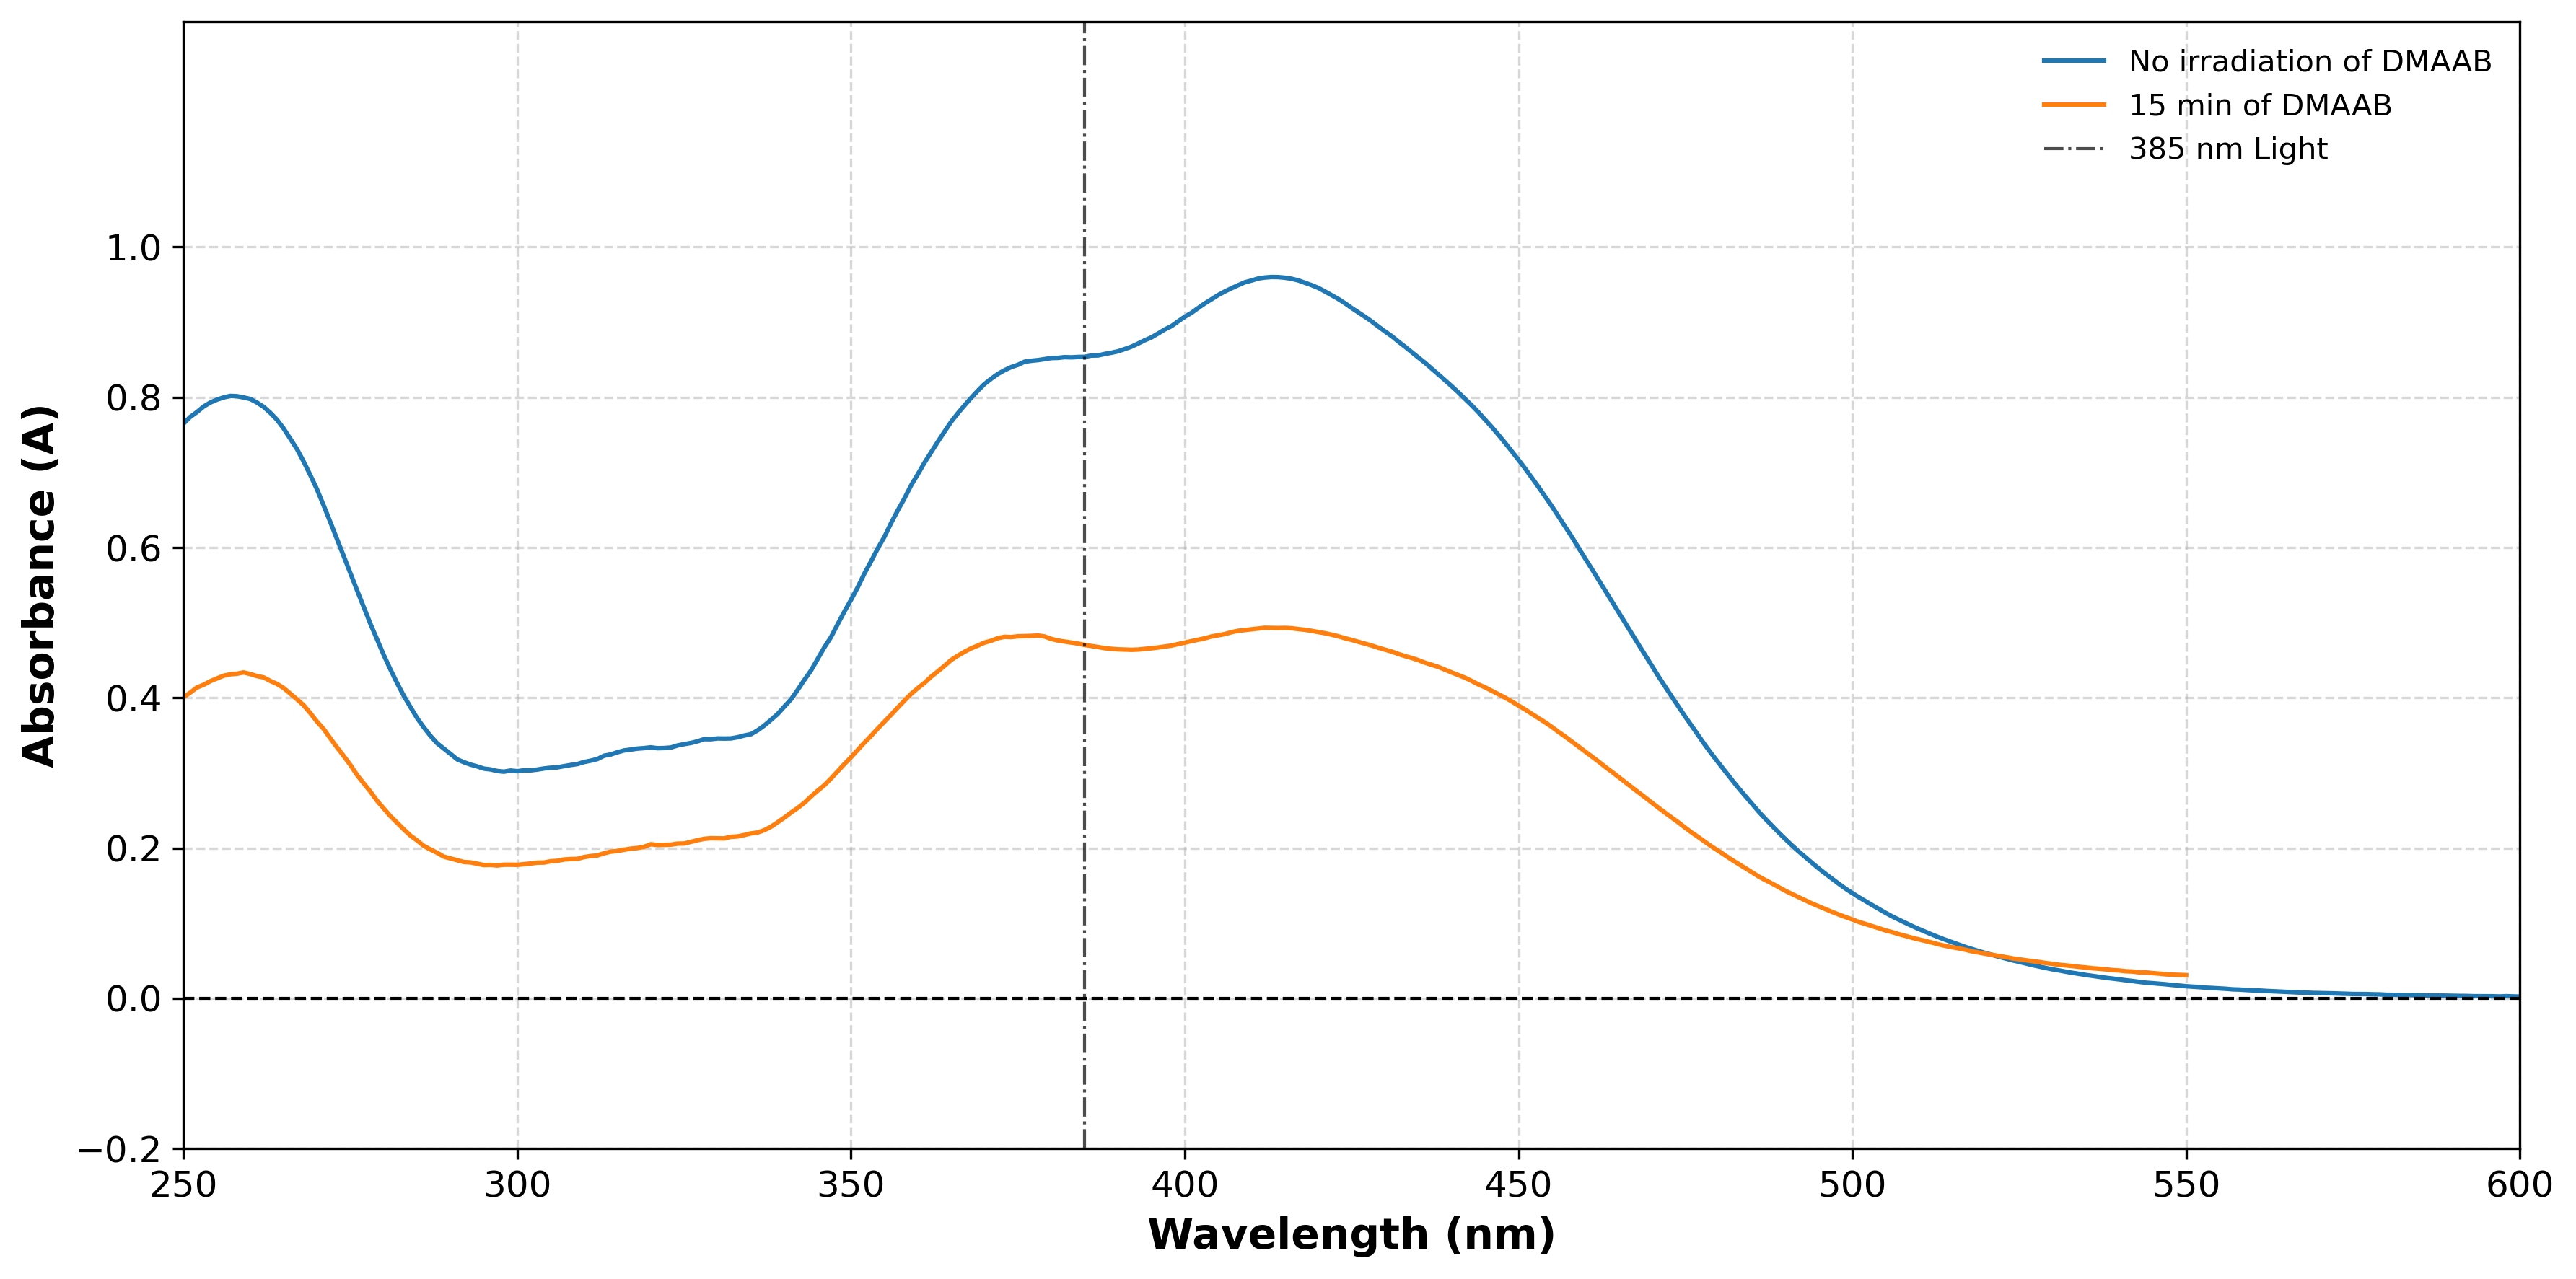 No irradiation of DMAAB
15 min of DMAAB
385 nm Light
Absorbance (A)
1.0
0.8
0.6
0.4
0.2
0.0
−0.2
250 300 350 400 450 500 550 600
Wavelength (nm)